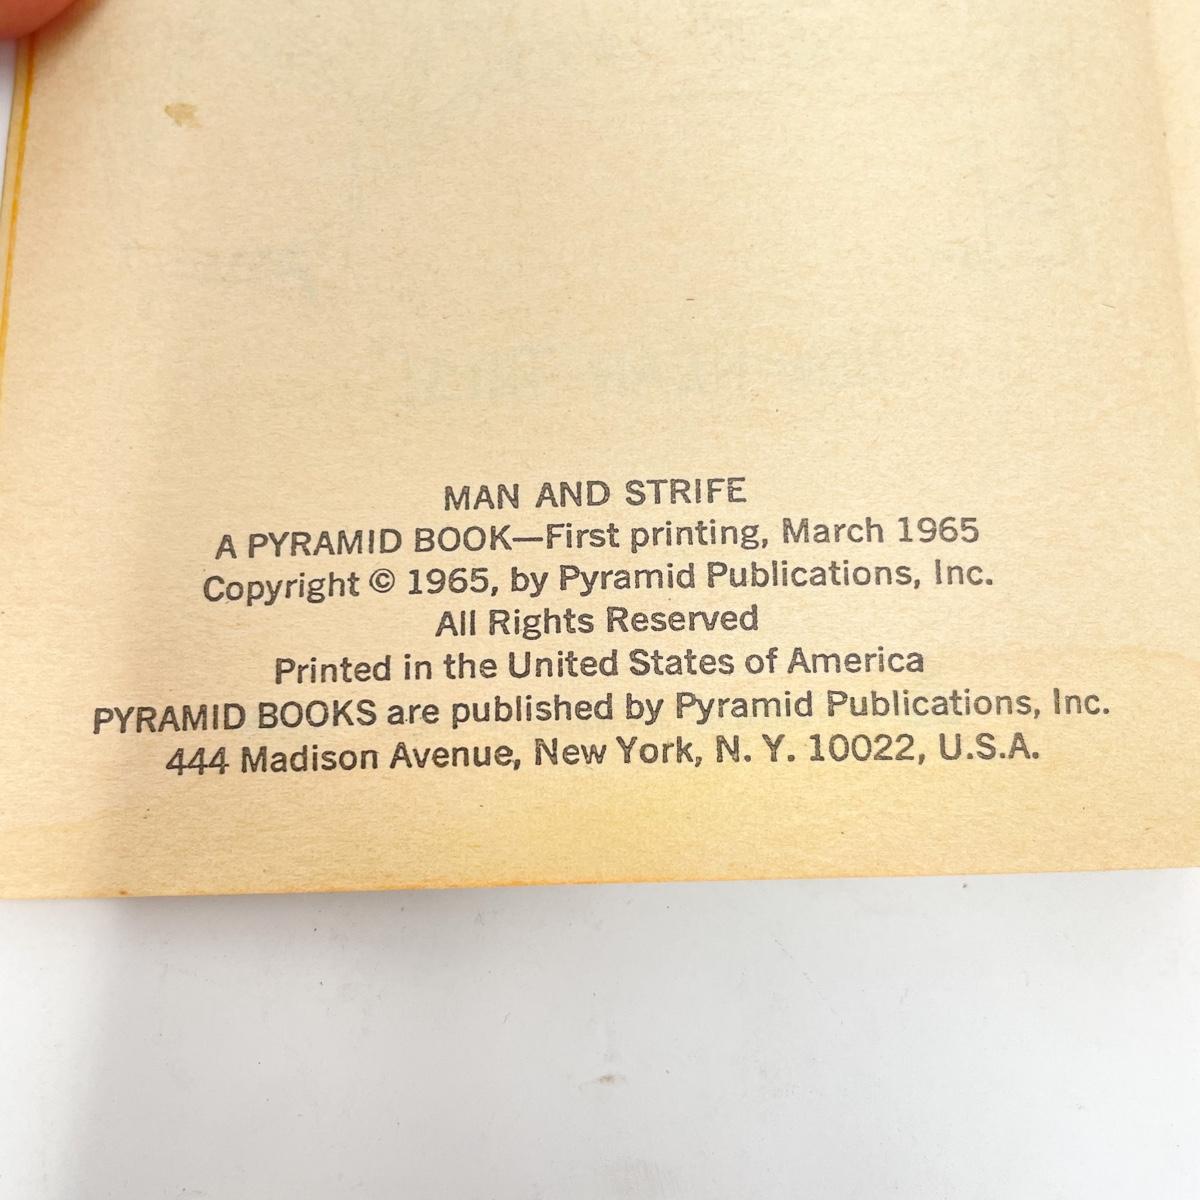 MAN AND STRIFE
A PYRAMID BOOK—First printing, March 1965
Copyright © 1965, by Pyramid Publications, Inc.
All Rights Reserved
Printed in the United States of America
PYRAMID BOOKS are published by Pyramid Publications, Inc.
444 Madison Avenue, New York, N. Y. 10022, U.S.A.